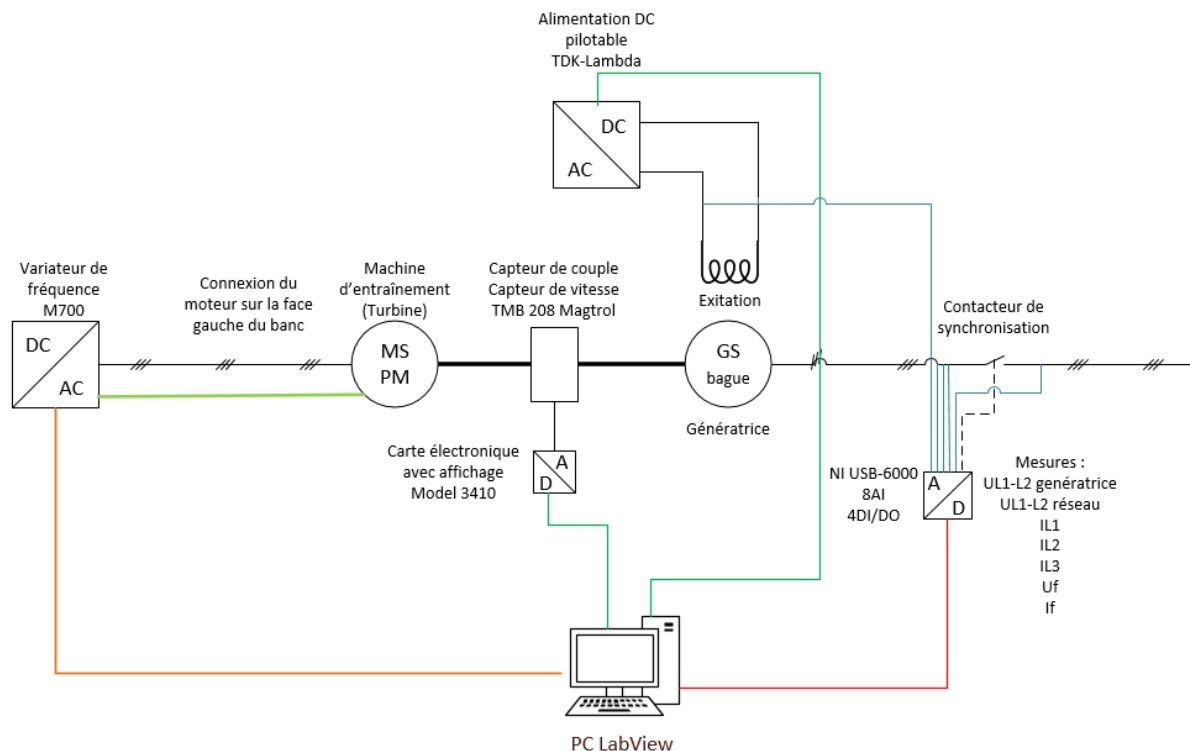 Alimentation DC
pilotable
TDK-Lambda
DC
AC
Variateur de
fréquence
M700
DC
AC
Connexion du
moteur sur la face
gauche du banc
Machine
d'entraînement
(Turbine)
MS
PM
Capteur de couple
Capteur de vitesse
TMB 208 Magtrol
Exitation
GS
bague
Génératrice
Contacteur de
synchronisation
Carte électronique
avec affichage
Model 3410
A
D
NI USB-6000
8AI
4DI/DO
A
D
Mesures :
UL1-L2 genératrice
UL1-L2 réseau
IL1
IL2
IL3
Uf
If
PC LabView